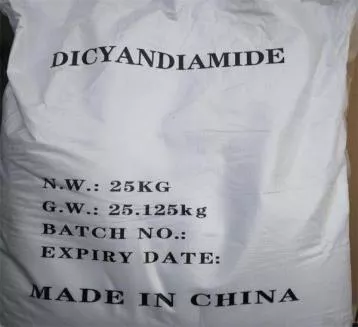 DICYANDIAMIDE
N.W.: 25KG
G.W.: 25.125kg
BATCH NO.:
EXPIRY DATE:
MADE IN CHINA